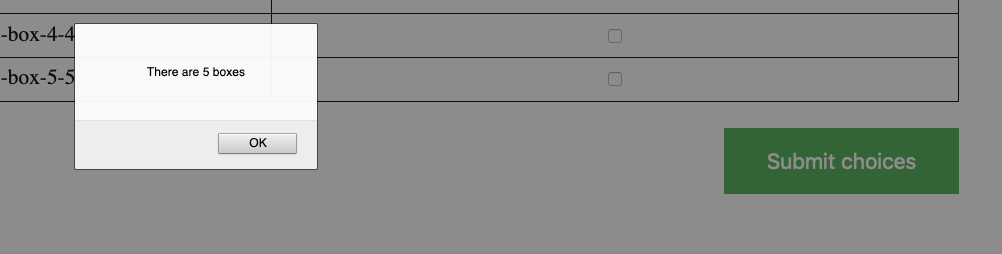 -box-4-4
-box-5-5
There are 5 boxes
OK
Submit choices